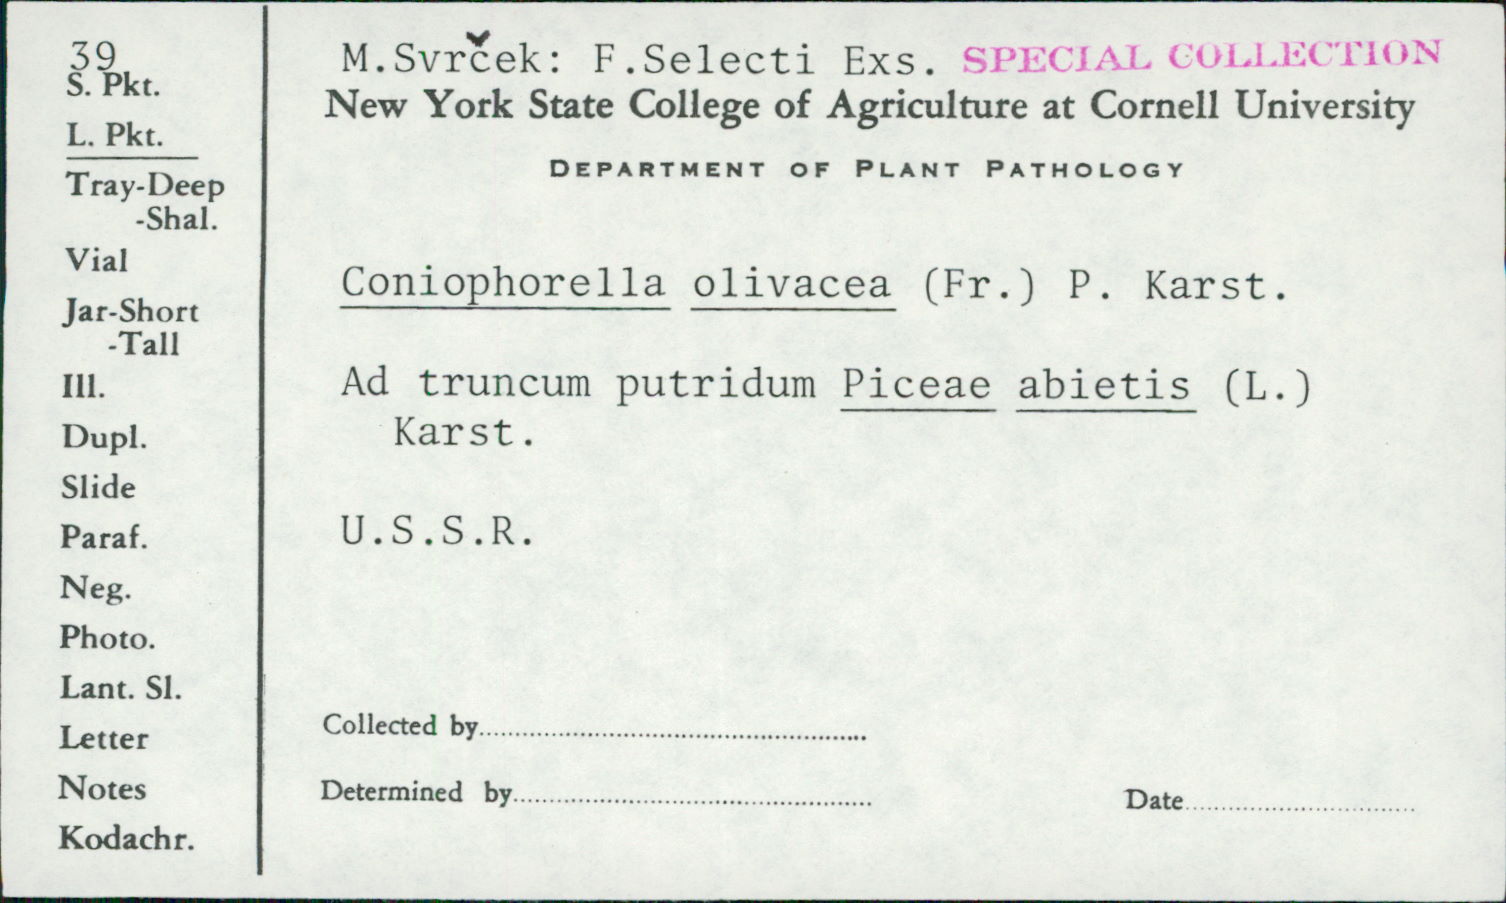 39
S. Pkt.
L. Pkt.
Tray-Deep
-Shal.
Vial
Jar-Short
-Tall
Ill.
Dupl.
Slide
Paraf.
Neg.
Photo.
Lant. Sl.
Letter
Notes
Kodachr.
M.Svrček: F.Selecti Exs. SPECIAL COLLECTION
New York State College of Agriculture at Cornell University
DEPARTMENT OF PLANT PATHOLOGY
Coniophorella olivacea (Fr.) P. Karst.
Ad truncum putridum Piceae abietis (L.)
Karst.
U.S.S.R.
Collected by
Determined by
Date